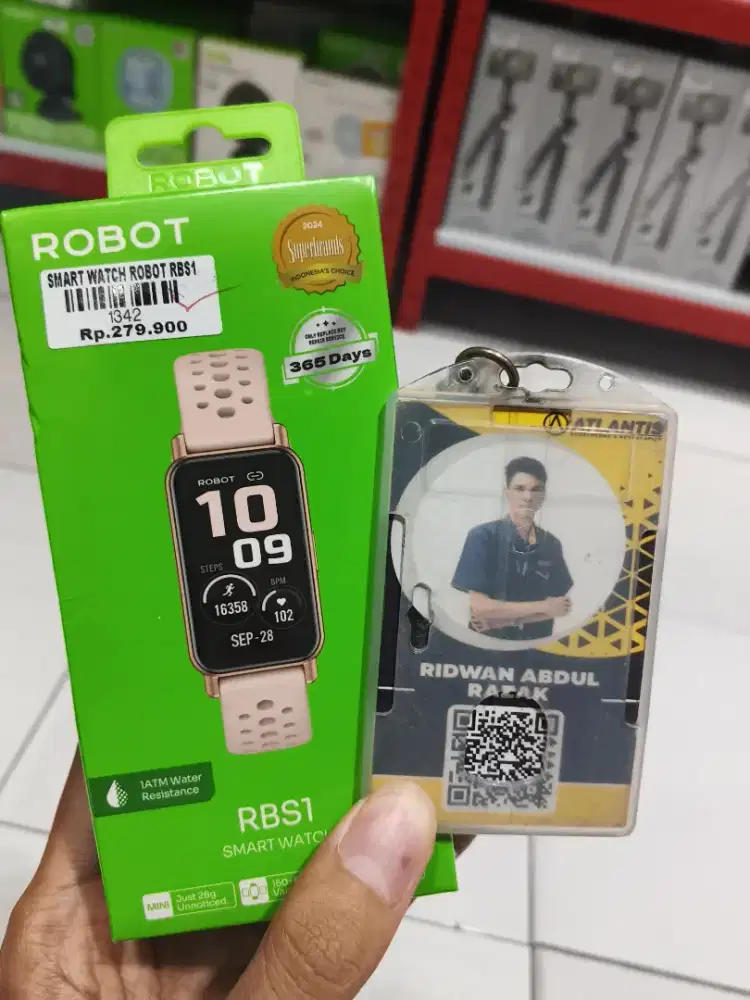 ROBOT
ROBOT
2024
Superbrands
INDONESIA'S CHOICE
SMART WATCH ROBOT RBS1
1342
Rp.279.900
365 Days
ROBOT
10
09
STEPS
BPM
16358
102
SEP-28
1ATM Water
Resistance
RBS1
SMART WATCH
MINI
Just 26g
Unnoticed.
ATLANTIS
RIDWAN ABDUL
RAZAK